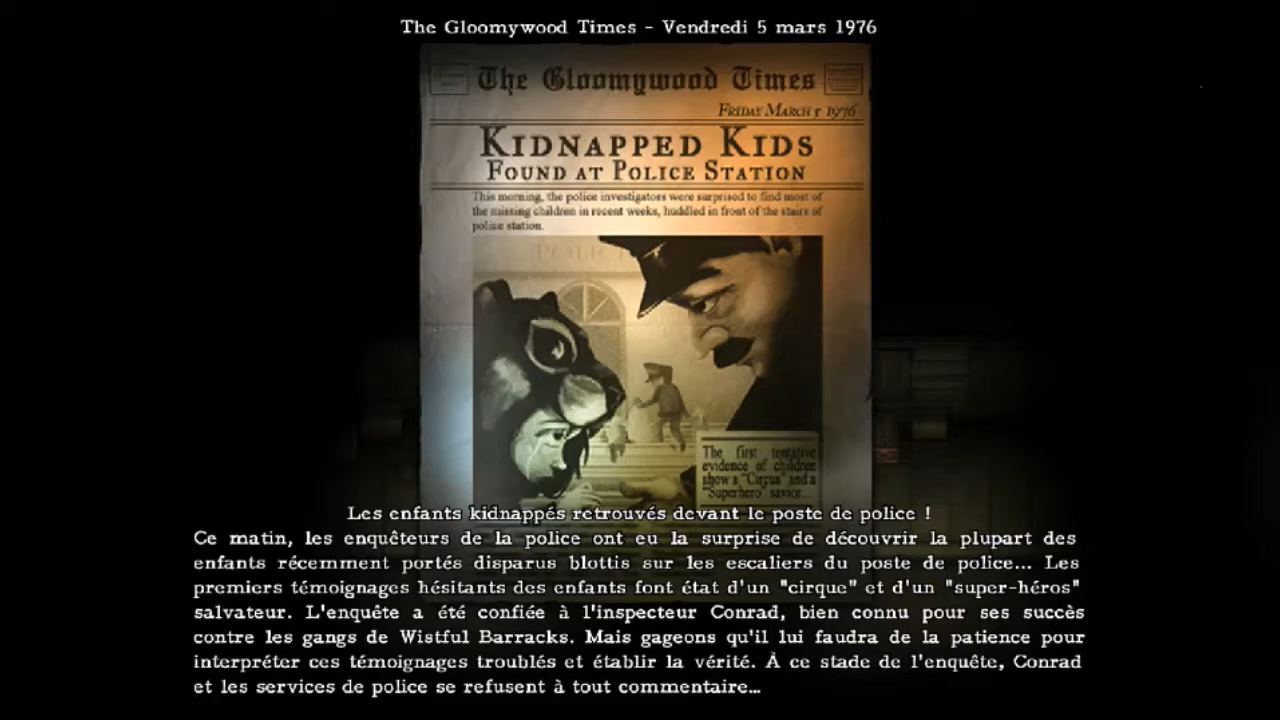 The Gloomywood Times - Vendredi 5 mars 1976
The Gloomywood Times
Friday March 5 1976
Kidnapped Kids
Found at Police Station
This morning, the police investigators were surprised to find most of
the missing children in recent weeks, huddled in front of the stairs of
police station.
POLICE
The first tentative
evidence of children
show a "Circus" and a
"Superhero" savior...
Les enfants kidnappés retrouvés devant le poste de police !
Ce matin, les enquêteurs de la police ont eu la surprise de découvrir la plupart des
enfants récemment portés disparus blottis sur les escaliers du poste de police... Les
premiers témoignages hésitants des enfants font état d'un "cirque" et d'un "super-héros"
salvateur. L'enquête a été confiée à l'inspecteur Conrad, bien connu pour ses succès
contre les gangs de Wistful Barracks. Mais gageons qu'il lui faudra de la patience pour
interpréter ces témoignages troublés et établir la vérité. À ce stade de l'enquête, Conrad
et les services de police se refusent à tout commentaire...